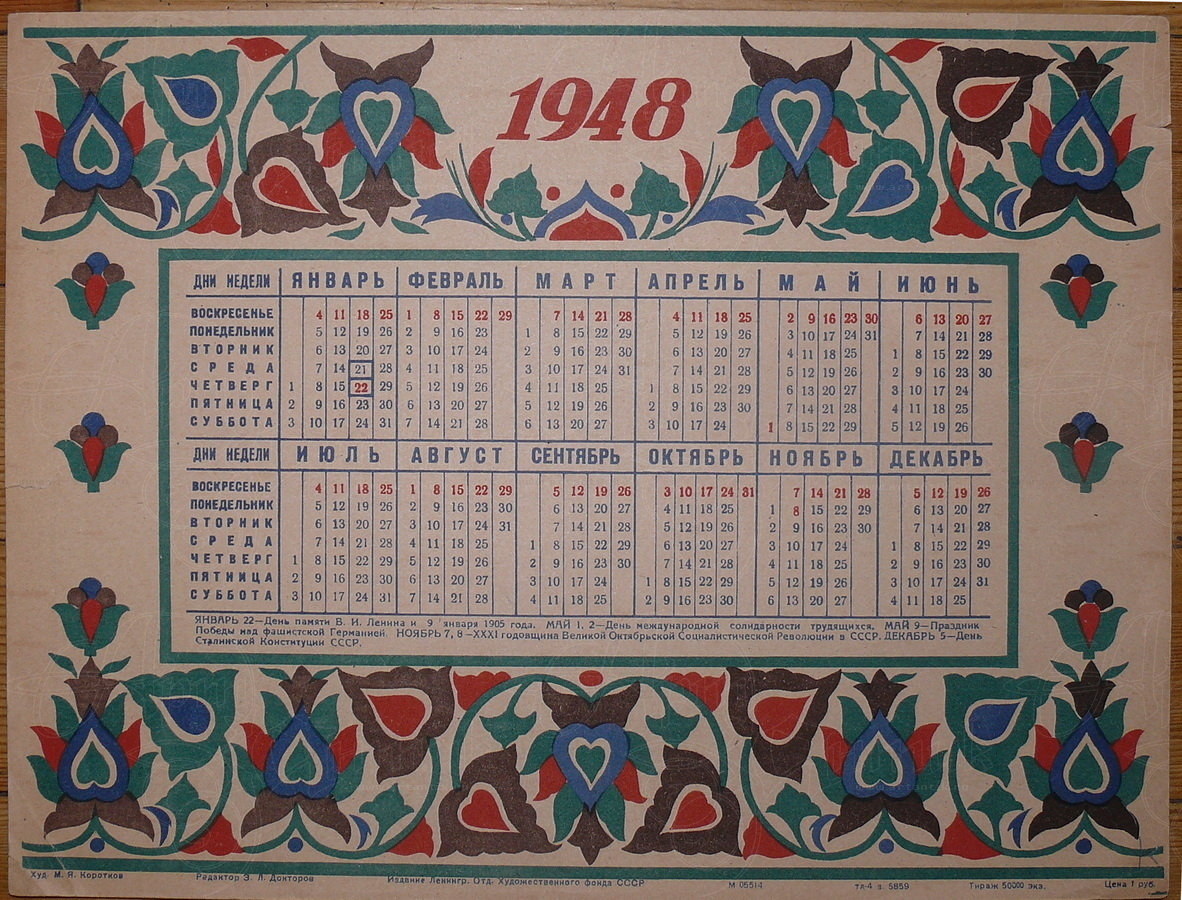 1948
ДНИ НЕДЕЛИ ЯНВАРЬ ФЕВРАЛЬ МАРТ АПРЕЛЬ МАЙ ИЮНЬ
ВОСКРЕСЕНЬЕ 4 11 18 25 1 8 15 22 29 7 14 21 28 4 11 18 25 2 9 16 23 30 6 13 20 27
ПОНЕДЕЛЬНИК 5 12 19 26 2 9 16 23 1 8 15 22 29 5 12 19 26 3 10 17 24 31 7 14 21 28
ВТОРНИК 6 13 20 27 3 10 17 24 2 9 16 23 30 6 13 20 27 4 11 18 25 1 8 15 22 29
СРЕДА 7 14 21 28 4 11 18 25 3 10 17 24 31 7 14 21 28 5 12 19 26 2 9 16 23 30
ЧЕТВЕРГ 1 8 15 22 29 5 12 19 26 4 11 18 25 1 8 15 22 29 6 13 20 27 3 10 17 24
ПЯТНИЦА 2 9 16 23 30 6 13 20 27 5 12 19 26 2 9 16 23 30 7 14 21 28 4 11 18 25
СУББОТА 3 10 17 24 31 7 14 21 28 6 13 20 27 3 10 17 24 1 8 15 22 29 5 12 19 26
ДНИ НЕДЕЛИ ИЮЛЬ АВГУСТ СЕНТЯБРЬ ОКТЯБРЬ НОЯБРЬ ДЕКАБРЬ
ВОСКРЕСЕНЬЕ 4 11 18 25 1 8 15 22 29 5 12 19 26 3 10 17 24 31 7 14 21 28 5 12 19 26
ПОНЕДЕЛЬНИК 5 12 19 26 2 9 16 23 30 6 13 20 27 4 11 18 25 1 8 15 22 29 6 13 20 27
ВТОРНИК 6 13 20 27 3 10 17 24 31 7 14 21 28 5 12 19 26 2 9 16 23 30 7 14 21 28
СРЕДА 7 14 21 28 4 11 18 25 1 8 15 22 29 6 13 20 27 3 10 17 24 1 8 15 22 29
ЧЕТВЕРГ 1 8 15 22 29 5 12 19 26 2 9 16 23 30 7 14 21 28 4 11 18 25 2 9 16 23 30
ПЯТНИЦА 2 9 16 23 30 6 13 20 27 3 10 17 24 1 8 15 22 29 5 12 19 26 3 10 17 24 31
СУББОТА 3 10 17 24 31 7 14 21 28 4 11 18 25 2 9 16 23 30 6 13 20 27 4 11 18 25
ЯНВАРЬ 22—День памяти В. И. Ленина и 9 января 1905 года. МАЙ 1, 2—День международной солидарности трудящихся. МАЙ 9—Праздник
Победы над фашистской Германией. НОЯБРЬ 7, 8—XXXI годовщина Великой Октябрьской Социалистической Революции в СССР. ДЕКАБРЬ 5—День
Сталинской Конституции СССР.
Худ. М. Я. Коротков Редактор Э. Л. Докторов Издание Ленингр. Отд. Художественного фонда СССР М 05514 тл-4 з. 5859 Тираж 50000 экз. Цена 1 руб.